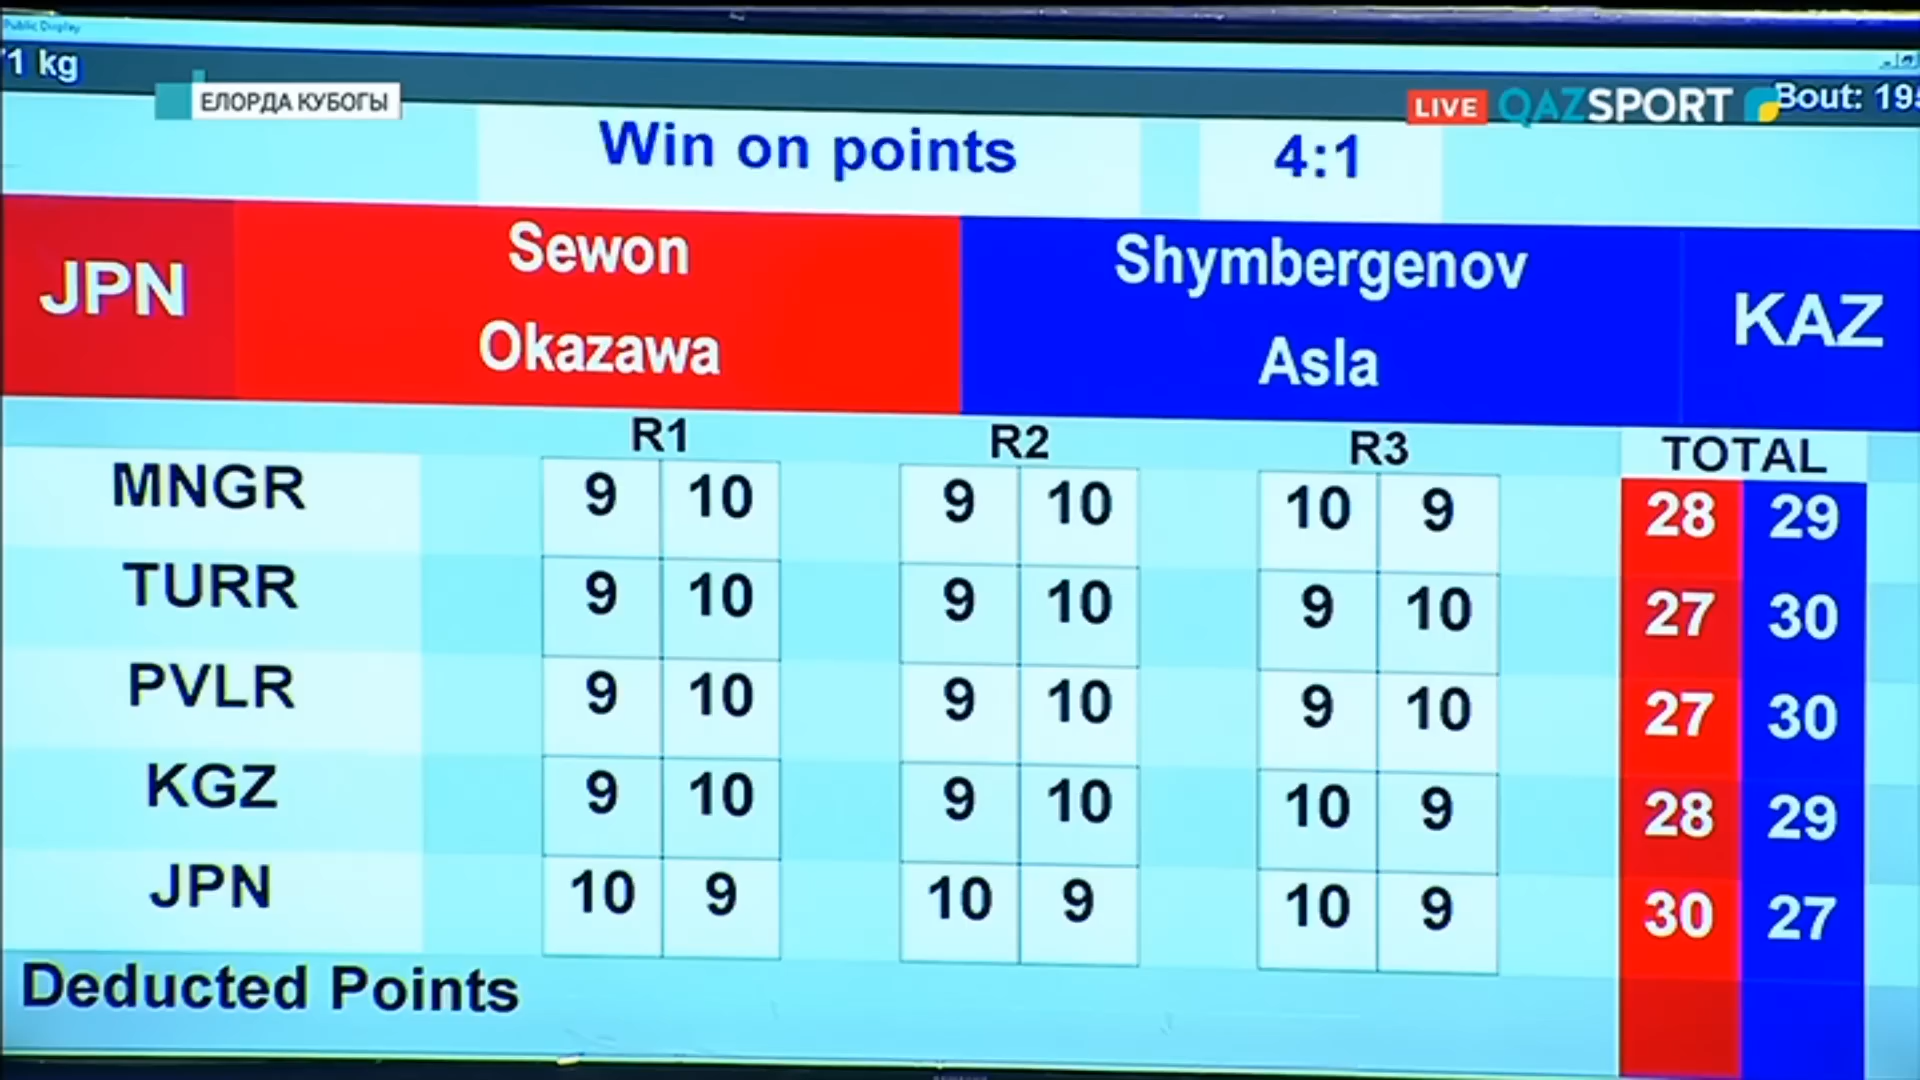 Public Display
1 kg
ЕЛОРДА КУБОГЫ
LIVE QAZSPORT
Bout: 195
Win on points 4:1
JPN Sewon Okazawa
Shymbergenov Asla KAZ
R1 R2 R3 TOTAL
MNGR 9 10 9 10 10 9 28 29
TURR 9 10 9 10 9 10 27 30
PVLR 9 10 9 10 9 10 27 30
KGZ 9 10 9 10 10 9 28 29
JPN 10 9 10 9 10 9 30 27
Deducted Points